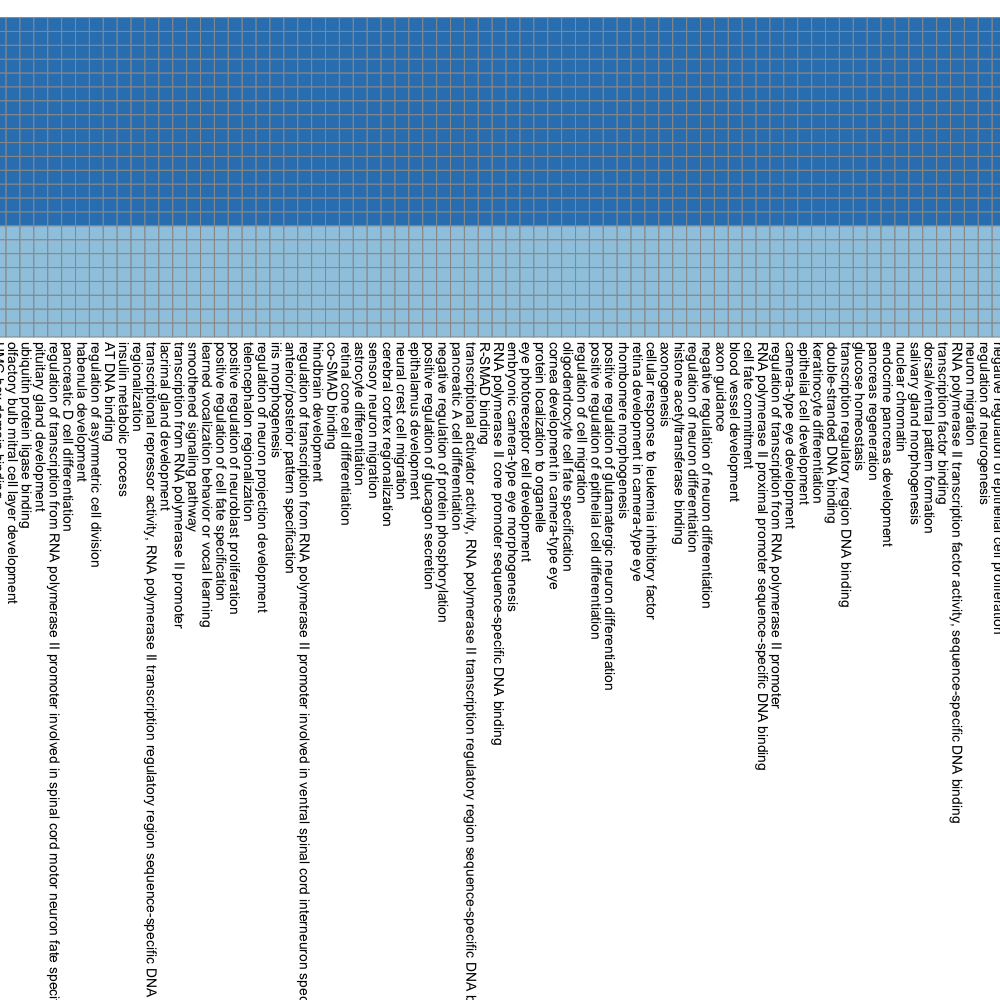 olfactory bulb mitral cell layer development
ubiquitin protein ligase binding
pituitary gland development
regulation of transcription from RNA polymerase II promoter involved in spinal cord motor neuron fate speci
pancreatic D cell differentiation
habenula development
regulation of asymmetric cell division
AT DNA binding
insulin metabolic process
regionalization
transcriptional repressor activity, RNA polymerase II transcription regulatory region sequence-specific DNA
lacrimal gland development
transcription from RNA polymerase II promoter
smoothened signaling pathway
learned vocalization behavior or vocal learning
positive regulation of cell fate specification
positive regulation of neuroblast proliferation
telencephalon regionalization
regulation of neuron projection development
iris morphogenesis
anterior/posterior pattern specification
regulation of transcription from RNA polymerase II promoter involved in ventral spinal cord interneuron spec
hindbrain development
co-SMAD binding
retinal cone cell differentiation
astrocyte differentiation
sensory neuron migration
cerebral cortex regionalization
neural crest cell migration
epithalamus development
positive regulation of glucagon secretion
negative regulation of protein phosphorylation
pancreatic A cell differentiation
transcriptional activator activity, RNA polymerase II transcription regulatory region sequence-specific DNA b
R-SMAD binding
RNA polymerase II core promoter sequence-specific DNA binding
embryonic camera-type eye morphogenesis
eye photoreceptor cell development
protein localization to organelle
cornea development in camera-type eye
oligodendrocyte cell fate specification
regulation of cell migration
positive regulation of epithelial cell differentiation
positive regulation of glutamatergic neuron differentiation
rhombomere morphogenesis
retina development in camera-type eye
cellular response to leukemia inhibitory factor
axonogenesis
histone acetyltransferase binding
regulation of neuron differentiation
negative regulation of neuron differentiation
axon guidance
blood vessel development
cell fate commitment
RNA polymerase II proximal promoter sequence-specific DNA binding
regulation of transcription from RNA polymerase II promoter
camera-type eye development
epithelial cell development
keratinocyte differentiation
double-stranded DNA binding
transcription regulatory region DNA binding
glucose homeostasis
pancreas regeneration
endocrine pancreas development
nuclear chromatin
salivary gland morphogenesis
dorsal/ventral pattern formation
transcription factor binding
RNA polymerase II transcription factor activity, sequence-specific DNA binding
neuron migration
regulation of neurogenesis
negative regulation of epithelial cell proliferation